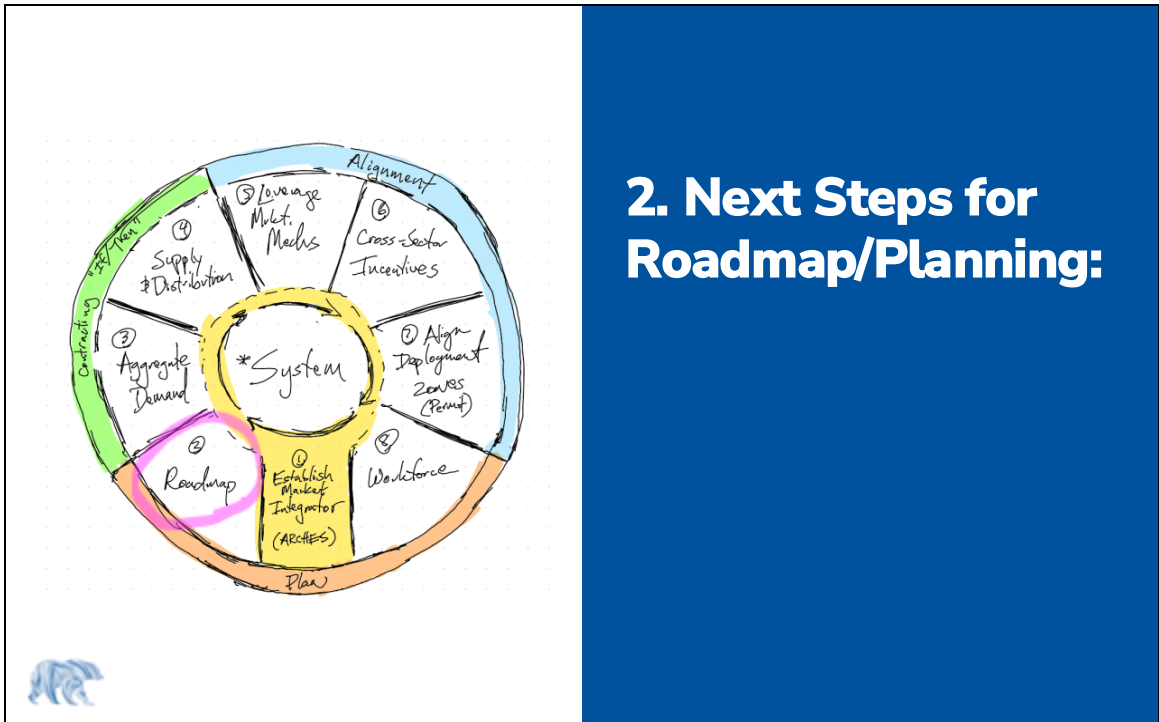 Alignment
"If/Then"
Contracting
Plan
⑤ Leverage
Mrkt.
Mechs
⑥
Cross-Sector
Incentives
④
Supply
& Distribution
③
Aggregate
Demand
*System
⑦ Align
Deployment
Zones
(Permit)
②
Roadmap
①
Establish
Market
Integrator
(ARCHES)
⑧
Workforce
2. Next Steps for
Roadmap/Planning: